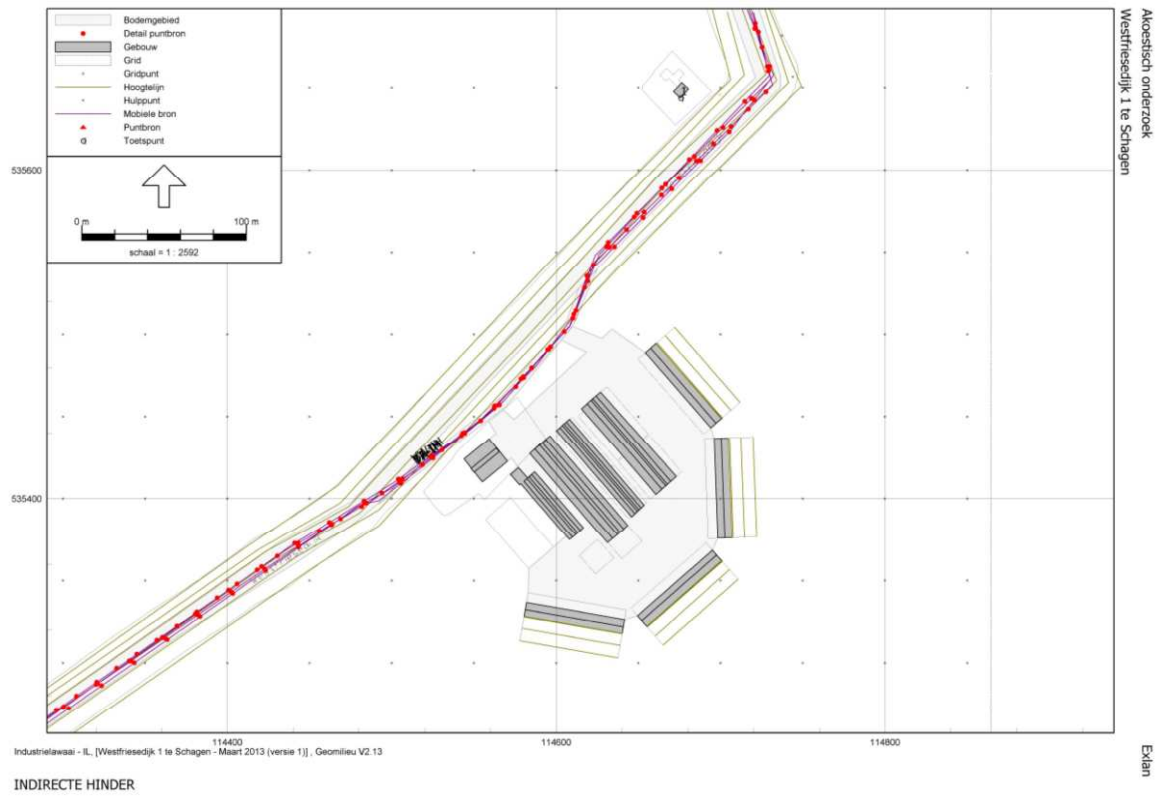 Bodemgebied
Detail puntbron
Gebouw
Grid
Gridpunt
Hoogtelijn
Hulppunt
Mobiele bron
Puntbron
Toetspunt
0 m 100 m
schaal = 1 : 2592
535600
535400
114400 114600 114800
Industrielawaai - IL, [Westfriesedijk 1 te Schagen - Maart 2013 (versie 1)] , Geomilieu V2.13
INDIRECTE HINDER
Akoestisch onderzoek
Westfriesedijk 1 te Schagen
Exlan